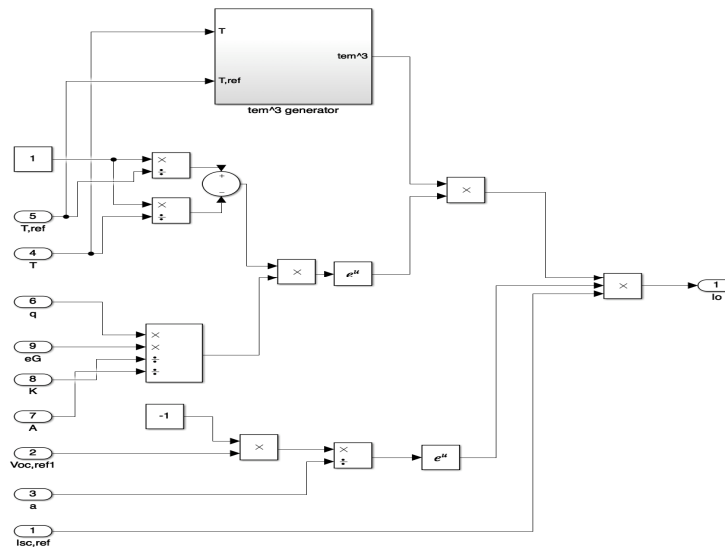 T
tem^3
T,ref
tem^3 generator
1
×
÷
+
−
×
÷
5
T,ref
4
T
×
×
e^u
×
6
q
9
eG
8
K
7
A
×
×
÷
÷
-1
2
Voc,ref1
×
×
÷
e^u
3
a
1
Isc,ref
1
Io